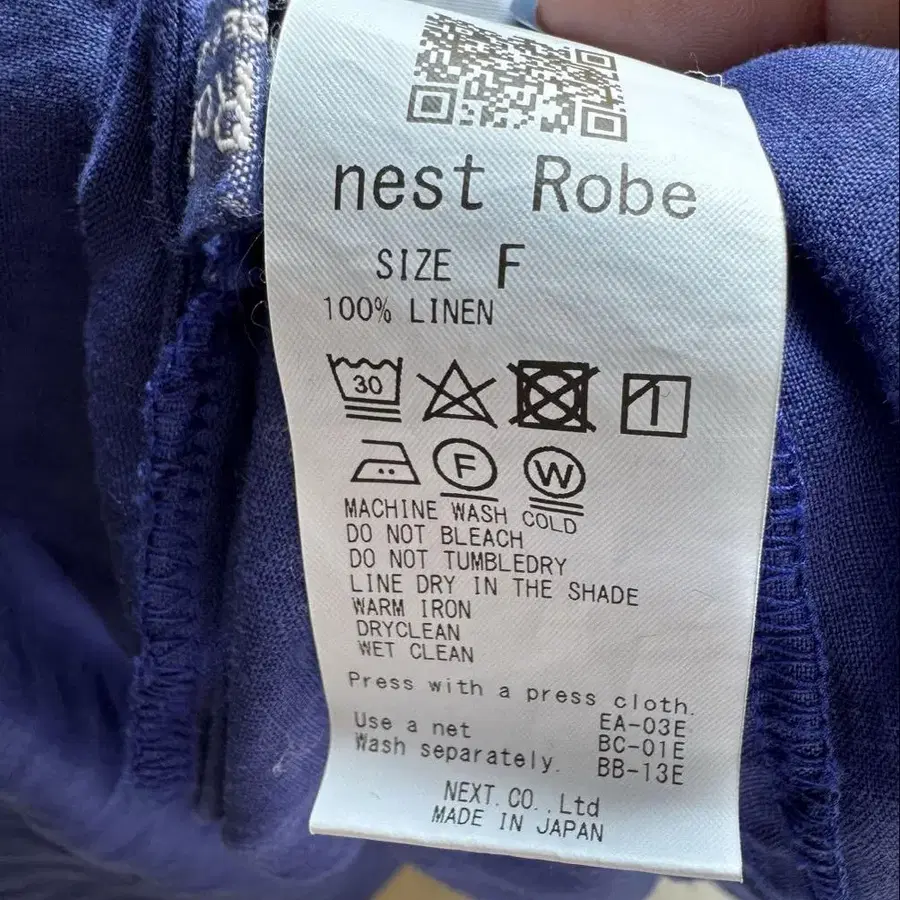 nest Robe
SIZE F
100% LINEN
30
F W
MACHINE WASH COLD
DO NOT BLEACH
DO NOT TUMBLEDRY
LINE DRY IN THE SHADE
WARM IRON
DRYCLEAN
WET CLEAN
Press with a press cloth.
Use a net EA-03E
Wash separately. BC-01E
BB-13E
NEXT.CO.,Ltd
MADE IN JAPAN